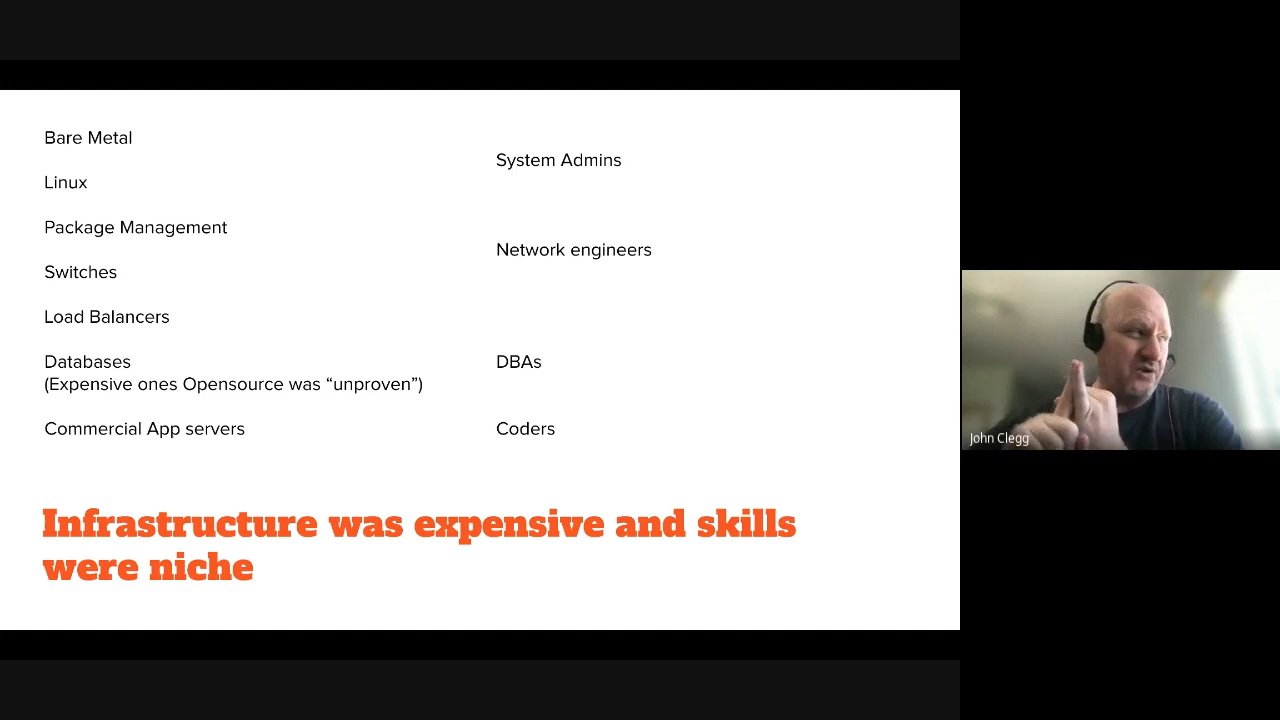 Bare Metal
Linux
Package Management
Switches
Load Balancers
Databases
(Expensive ones Opensource was “unproven”)
Commercial App servers
System Admins
Network engineers
DBAs
Coders
Infrastructure was expensive and skills
were niche
John Clegg